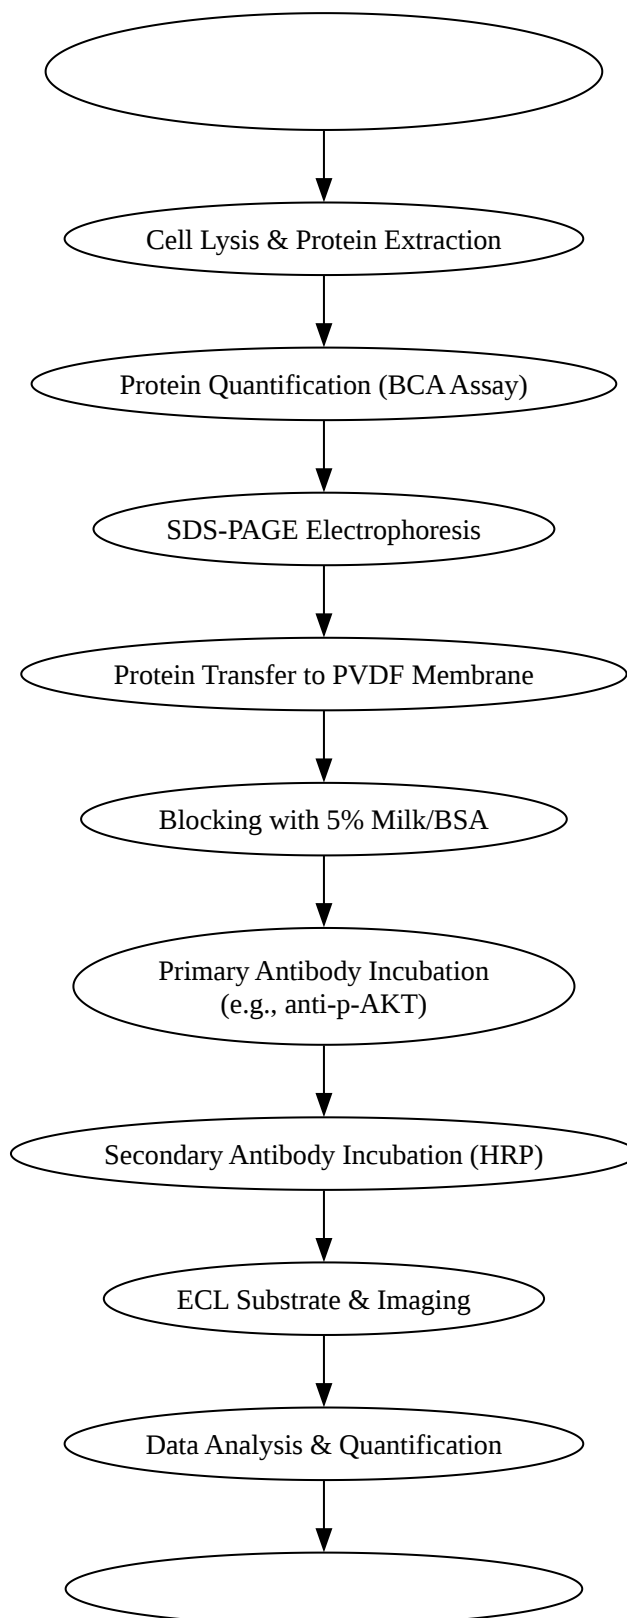 Cell Lysis & Protein Extraction
Protein Quantification (BCA Assay)
SDS-PAGE Electrophoresis
Protein Transfer to PVDF Membrane
Blocking with 5% Milk/BSA
Primary Antibody Incubation
(e.g., anti-p-AKT)
Secondary Antibody Incubation (HRP)
ECL Substrate & Imaging
Data Analysis & Quantification